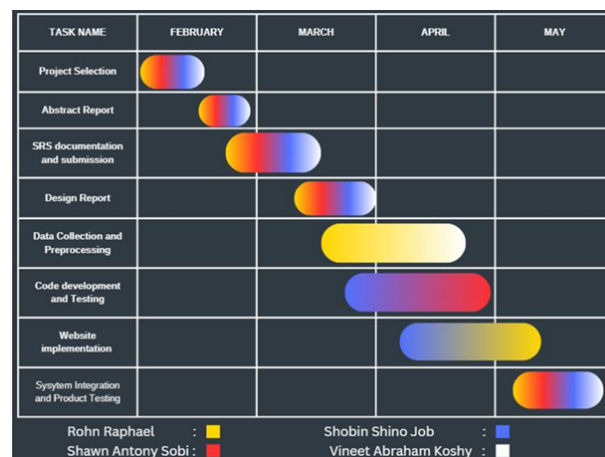 TASK NAME FEBRUARY MARCH APRIL MAY
Project Selection
Abstract Report
SRS documentation
and submission
Design Report
Data Collection and
Preprocessing
Code development
and Testing
Website
implementation
Sysytem Integration
and Product Testing
Rohn Raphael : Shobin Shino Job :
Shawn Antony Sobi : Vineet Abraham Koshy :